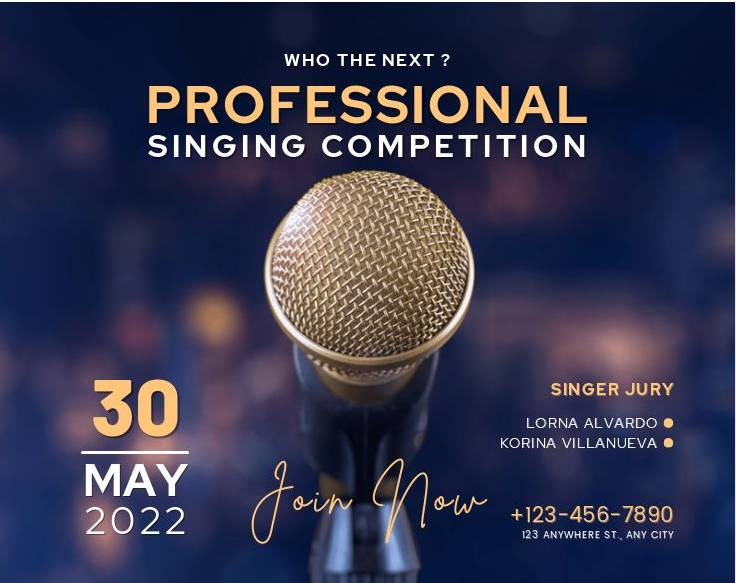 WHO THE NEXT ?
PROFESSIONAL
SINGING COMPETITION
30
MAY
2022
Join Now
SINGER JURY
LORNA ALVARDO
KORINA VILLANUEVA
+123-456-7890
123 ANYWHERE ST., ANY CITY